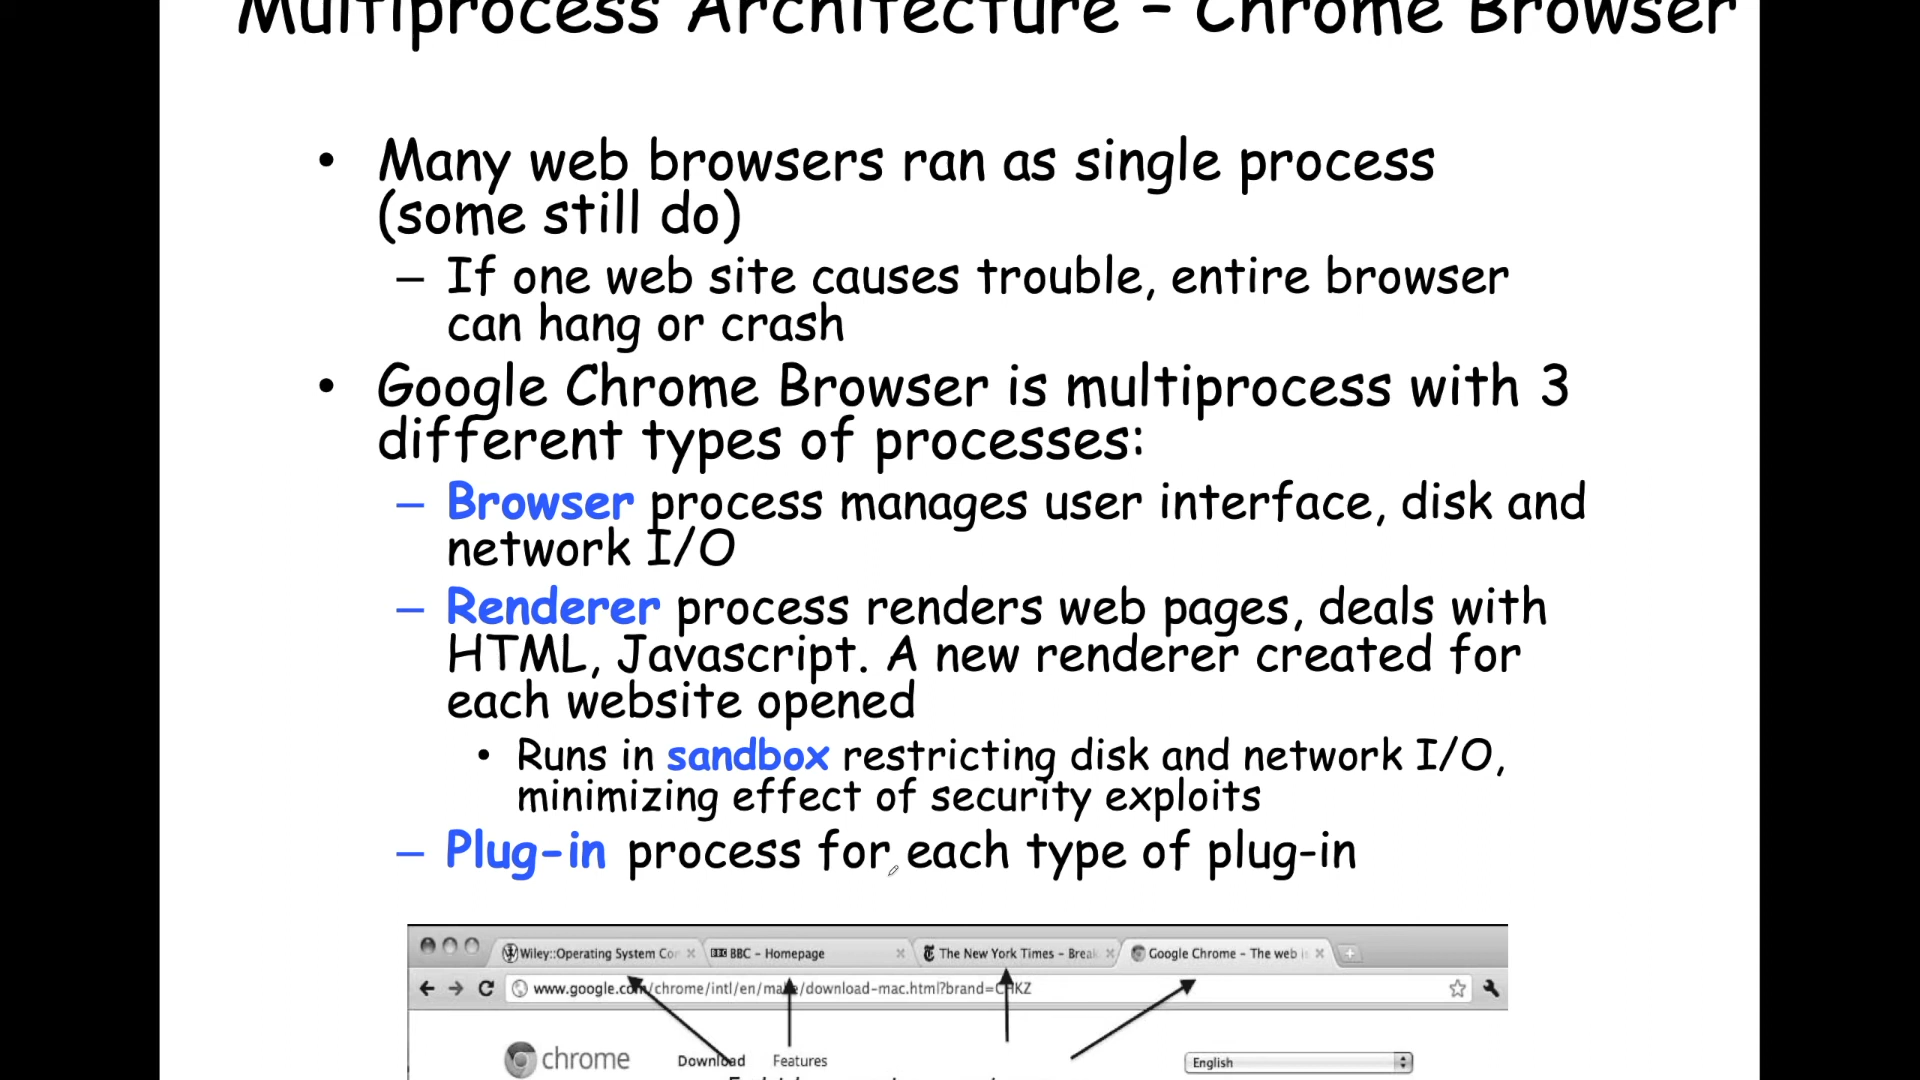 Multiprocess Architecture – Chrome Browser
• Many web browsers ran as single process
(some still do)
– If one web site causes trouble, entire browser
can hang or crash
• Google Chrome Browser is multiprocess with 3
different types of processes:
– Browser process manages user interface, disk and
network I/O
– Renderer process renders web pages, deals with
HTML, Javascript. A new renderer created for
each website opened
• Runs in sandbox restricting disk and network I/O,
minimizing effect of security exploits
– Plug-in process for each type of plug-in
Wiley::Operating System Co BBC – Homepage The New York Times – Brea Google Chrome – The web i
www.google.com/chrome/intl/en/make/download-mac.html?brand=CHKZ
chrome Download Features English